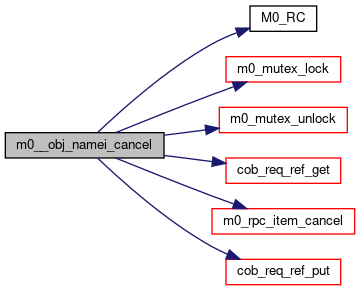 M0_RC
m0_mutex_lock
m0_mutex_unlock
m0__obj_namei_cancel
cob_req_ref_get
m0_rpc_item_cancel
cob_req_ref_put